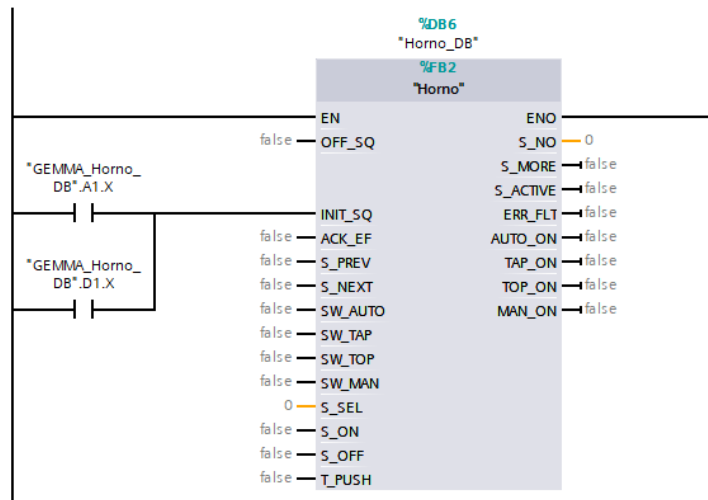 %DB6
"Horno_DB"
%FB2
"Horno"
EN ENO
false OFF_SQ S_NO 0
S_MORE false
"GEMMA_Horno_
DB".A1.X
S_ACTIVE false
INIT_SQ ERR_FLT false
false ACK_EF AUTO_ON false
"GEMMA_Horno_
DB".D1.X
false S_PREV TAP_ON false
false S_NEXT TOP_ON false
false SW_AUTO MAN_ON false
false SW_TAP
false SW_TOP
false SW_MAN
0 S_SEL
false S_ON
false S_OFF
false T_PUSH